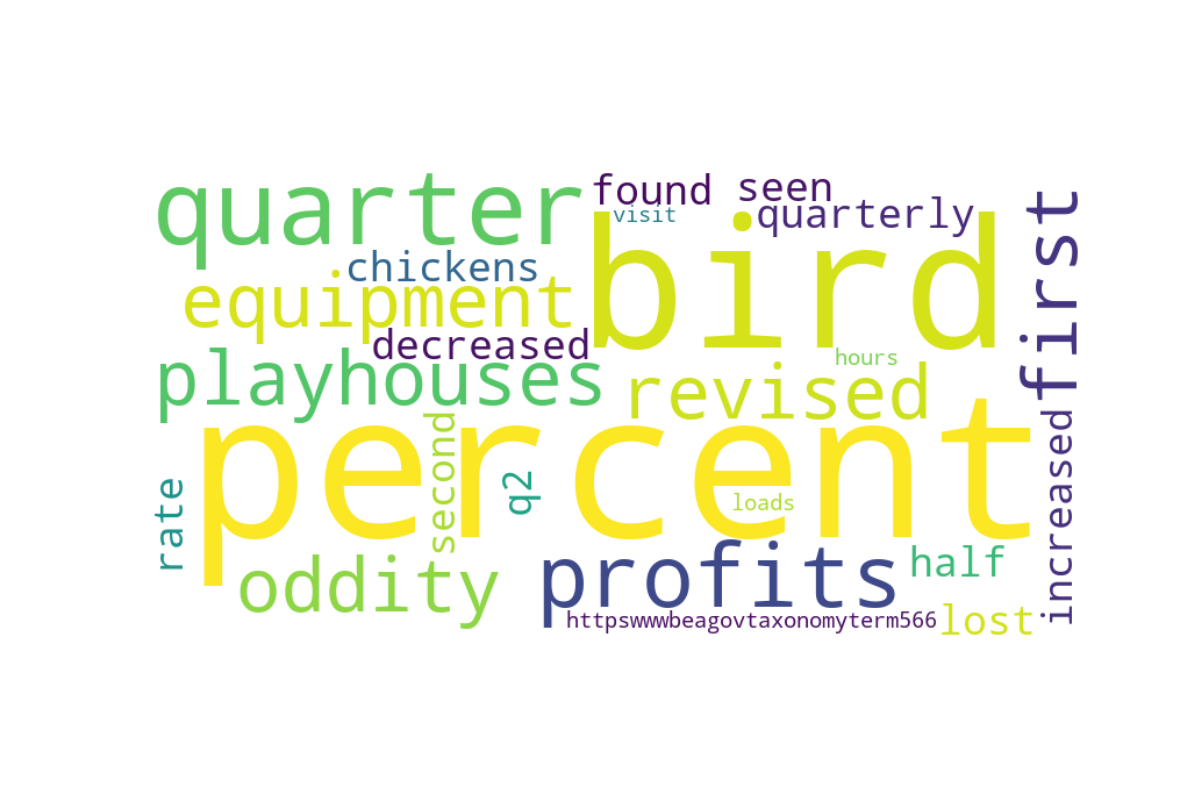 quarter
found seen
visit
quarterly
first
bird
chickens
equipment
decreased
hours
playhouses
revised
percent
second
increased
rate
q2
loads
oddity
profits
half
httpswwwbeagovtaxonomyterm566
lost